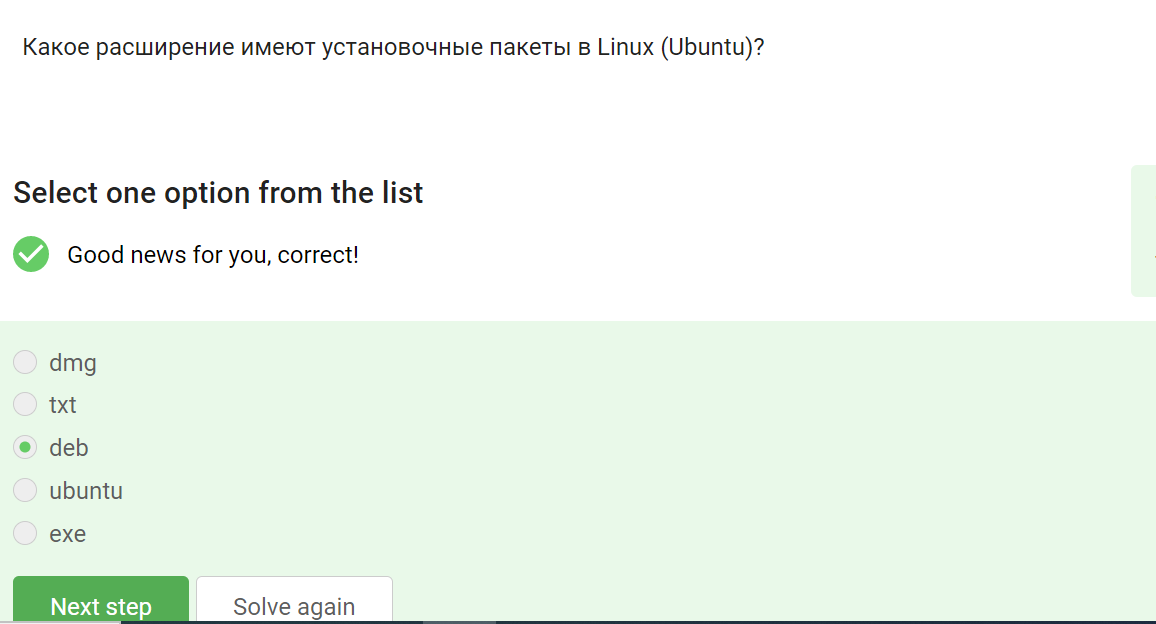 Какое расширение имеют установочные пакеты в Linux (Ubuntu)?
Select one option from the list
Good news for you, correct!
dmg
txt
deb
ubuntu
exe
Next step
Solve again